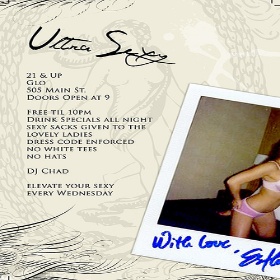 Ultra Sexy
21 & Up
Glo
505 Main St.
Doors Open at 9
Free til 10pm
Drink Specials all night
sexy sacks given to the
lovely ladies
dress code enforced
no white tees
no hats
DJ Chad
elevate your sexy
every Wednesday
With Love,